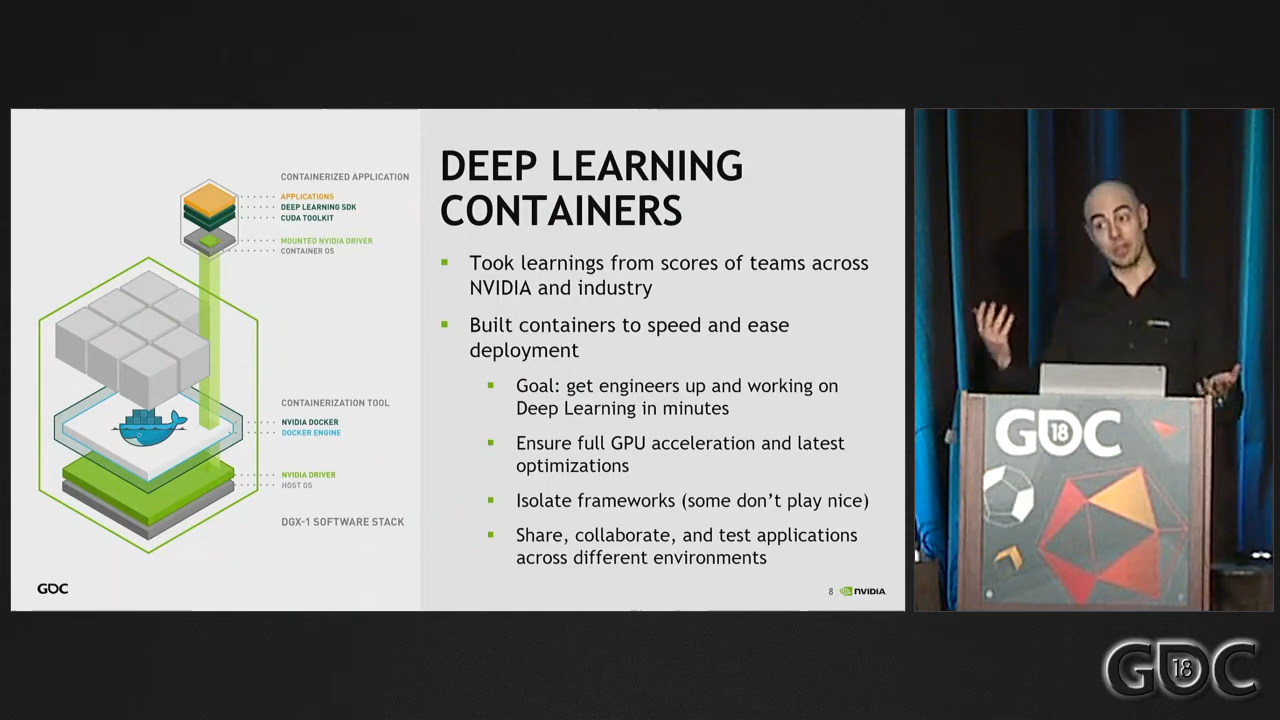 DEEP LEARNING
CONTAINERS
Took learnings from scores of teams across
NVIDIA and industry
Built containers to speed and ease
deployment
Goal: get engineers up and working on
Deep Learning in minutes
Ensure full GPU acceleration and latest
optimizations
Isolate frameworks (some don’t play nice)
Share, collaborate, and test applications
across different environments
CONTAINERIZED APPLICATION
APPLICATIONS
DEEP LEARNING SDK
CUDA TOOLKIT
MOUNTED NVIDIA DRIVER
CONTAINER OS
CONTAINERIZATION TOOL
NVIDIA DOCKER
DOCKER ENGINE
NVIDIA DRIVER
HOST OS
DGX-1 SOFTWARE STACK
GDC
8 NVIDIA
GDC 18
GDC 18